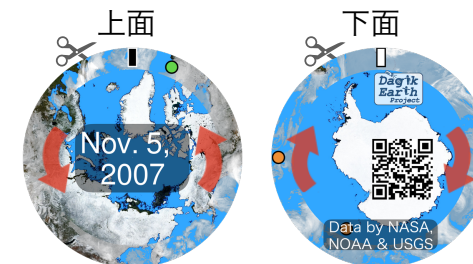 上面
下面
Nov. 5,
2007
Dagik
Earth
Project
Data by NASA,
NOAA & USGS